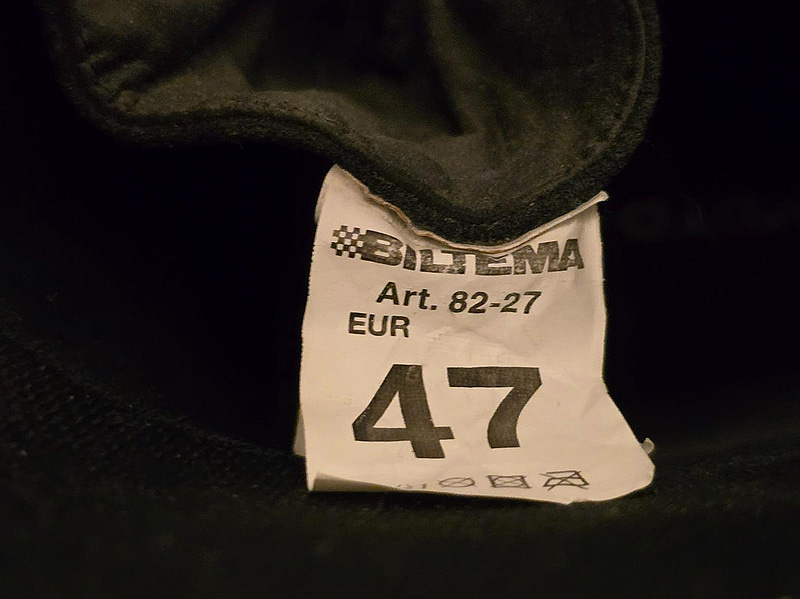 BILTEMA
Art. 82-27
EUR
47